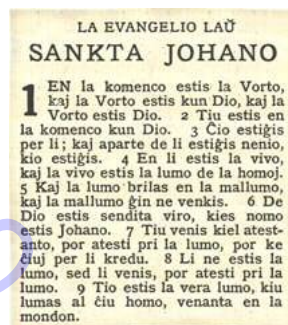 LA EVANGELIO LAŬ
SANKTA JOHANO
1 EN la komenco estis la Vorto,
kaj la Vorto estis kun Dio, kaj la
Vorto estis Dio. 2 Tiu estis en
la komenco kun Dio. 3 Ĉio estiĝis
per li; kaj aparte de li estiĝis nenio,
kio estiĝis. 4 En li estis la vivo,
kaj la vivo estis la lumo de la homoj.
5 Kaj la lumo brilas en la mallumo,
kaj la mallumo ĝin ne venkis. 6 De
Dio estis sendita viro, kies nomo
estis Johano. 7 Tiu venis kiel atest-
anto, por atesti pri la lumo, por ke
ĉiuj per li kredu. 8 Li ne estis la
lumo, sed li venis, por atesti pri la
lumo. 9 Tio estis la vera lumo, kiu
lumas al ĉiu homo, venanta en la
mondon.